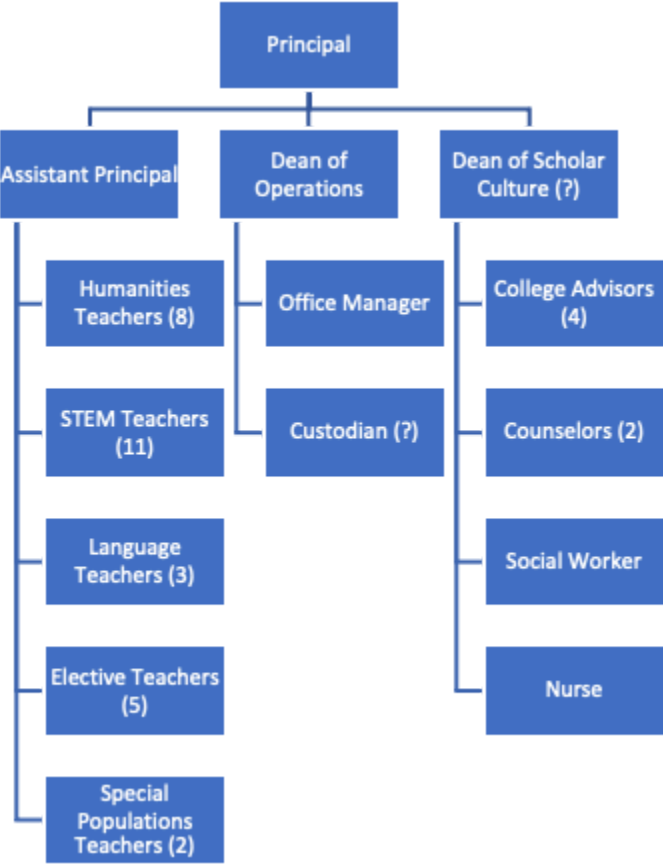 Principal
Assistant Principal
Dean of
Operations
Dean of Scholar
Culture (?)
Humanities
Teachers (8)
STEM Teachers
(11)
Language
Teachers (3)
Elective Teachers
(5)
Special
Populations
Teachers (2)
Office Manager
Custodian (?)
College Advisors
(4)
Counselors (2)
Social Worker
Nurse